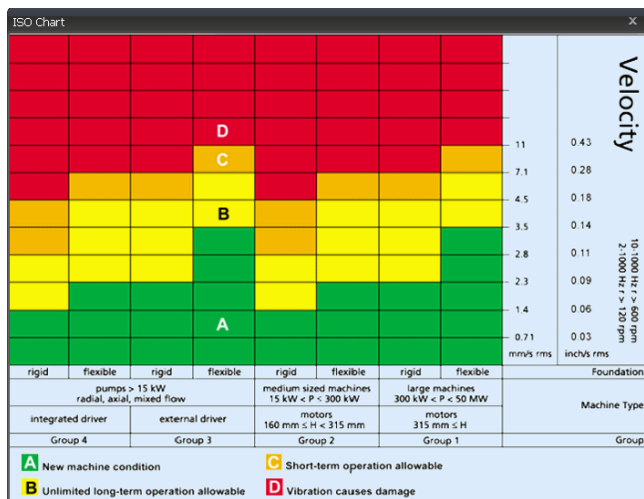 ISO Chart x
D
C
B
A
11 0.43
7.1 0.28
4.5 0.18
3.5 0.14
2.8 0.11
2.3 0.09
1.4 0.06
0.71 0.03
mm/s rms inch/s rms
Velocity
10-1000 Hz r > 600 rpm
2-1000 Hz r > 120 rpm
rigid flexible rigid flexible rigid flexible rigid flexible Foundation
pumps > 15 kW
radial, axial, mixed flow
medium sized machines
15 kW < P ≤ 300 kW
large machines
300 kW < P < 50 MW
Machine Type
integrated driver external driver
motors
160 mm ≤ H < 315 mm
motors
315 mm ≤ H
Group 4 Group 3 Group 2 Group 1 Group
A New machine condition
B Unlimited long-term operation allowable
C Short-term operation allowable
D Vibration causes damage